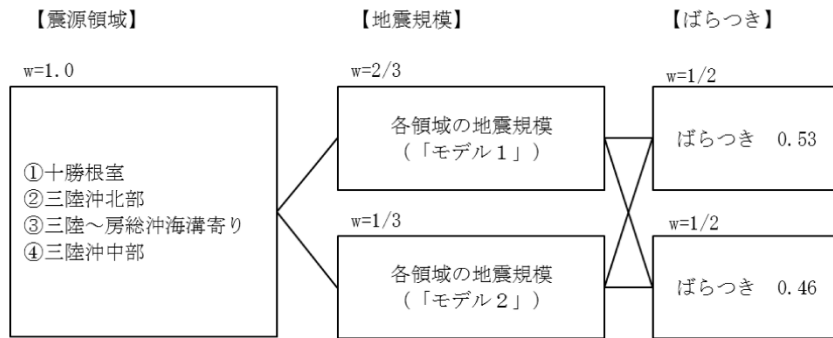 【震源領域】
【地震規模】
【ばらつき】
w=1.0
w=2/3
w=1/2
①十勝根室
②三陸沖北部
③三陸～房総沖海溝寄り
④三陸沖中部
各領域の地震規模
(「モデル１」)
ばらつき　0.53
w=1/3
w=1/2
各領域の地震規模
(「モデル２」)
ばらつき　0.46